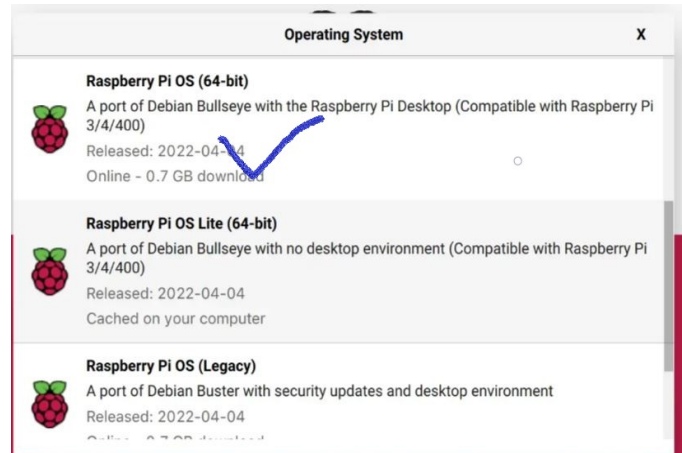 Operating System
X
Raspberry Pi OS (64-bit)
A port of Debian Bullseye with the Raspberry Pi Desktop (Compatible with Raspberry Pi
3/4/400)
Released: 2022-04-04
Online - 0.7 GB download
Raspberry Pi OS Lite (64-bit)
A port of Debian Bullseye with no desktop environment (Compatible with Raspberry Pi
3/4/400)
Released: 2022-04-04
Cached on your computer
Raspberry Pi OS (Legacy)
A port of Debian Buster with security updates and desktop environment
Released: 2022-04-04